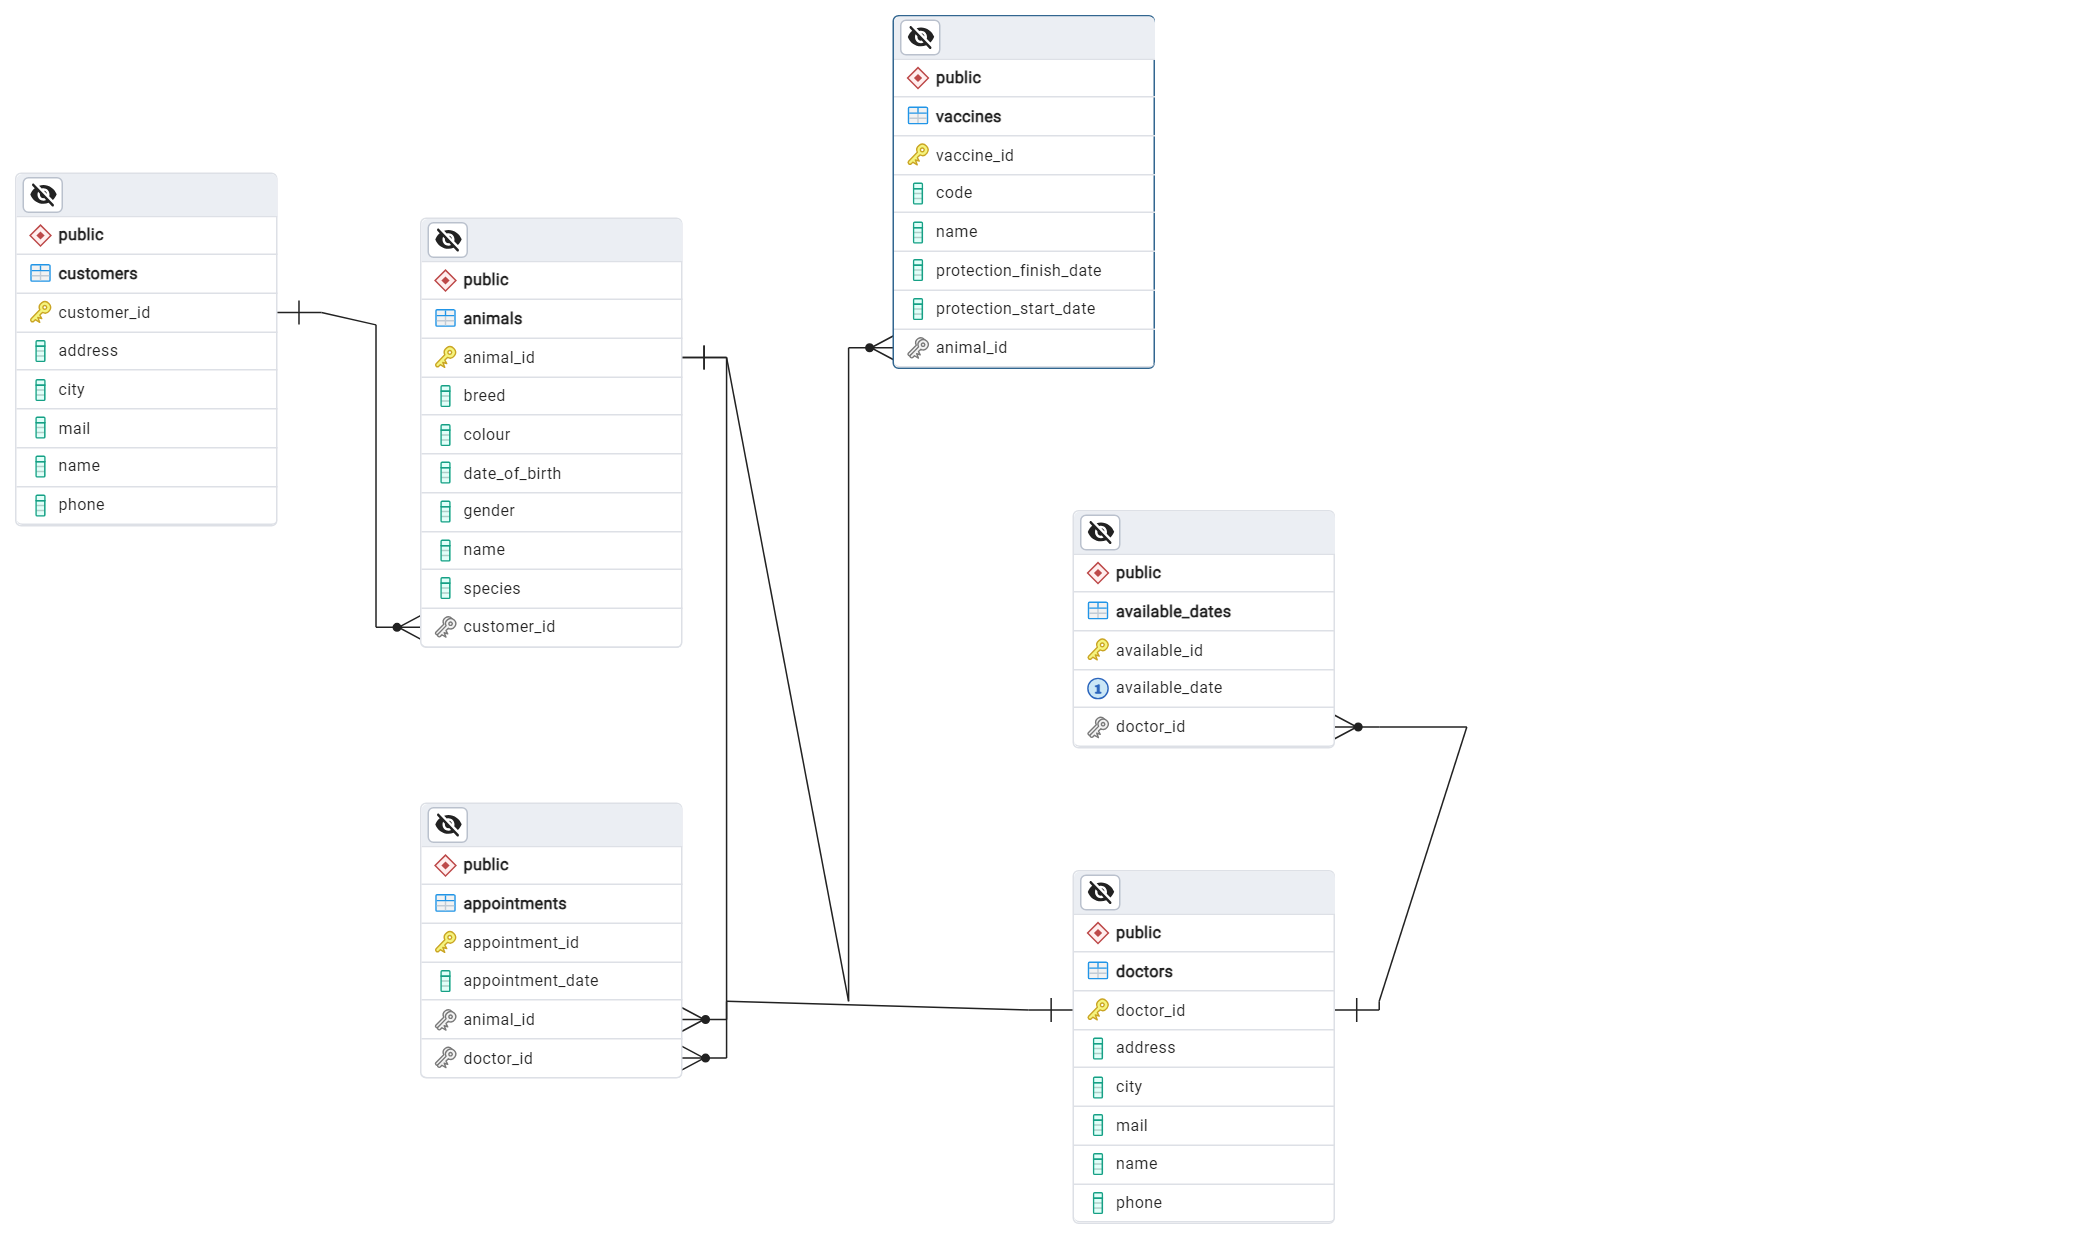 public
customers
customer_id
address
city
mail
name
phone
public
animals
animal_id
breed
colour
date_of_birth
gender
name
species
customer_id
public
vaccines
vaccine_id
code
name
protection_finish_date
protection_start_date
animal_id
public
available_dates
available_id
1 available_date
doctor_id
public
appointments
appointment_id
appointment_date
animal_id
doctor_id
public
doctors
doctor_id
address
city
mail
name
phone